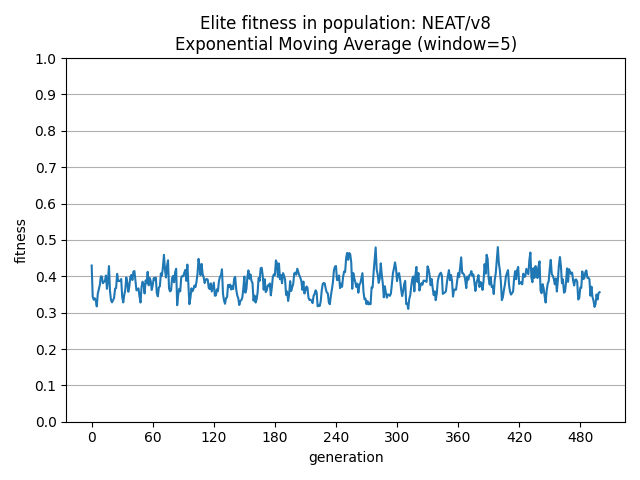 Elite fitness in population: NEAT/v8
Exponential Moving Average (window=5)
1.0
0.9
0.8
0.7
0.6
0.5
0.4
0.3
0.2
0.1
0.0
fitness
0 60 120 180 240 300 360 420 480
generation